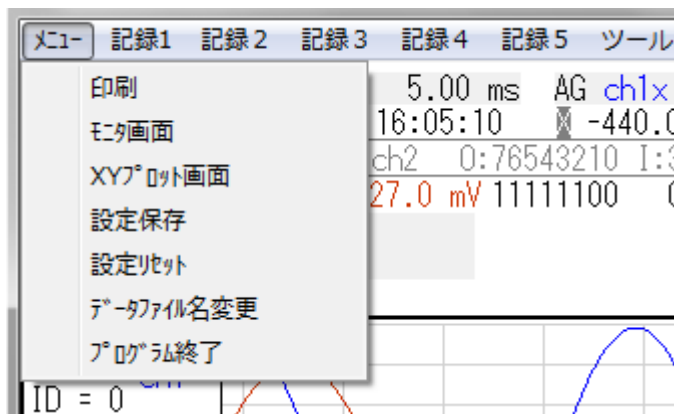 ﾒﾆｭｰ 記録1 記録2 記録3 記録4 記録5 ツール
印刷
ﾓﾆﾀ画面
XYﾌﾟﾛｯﾄ画面
設定保存
設定ﾘｾｯﾄ
ﾃﾞｰﾀﾌｧｲﾙ名変更
ﾌﾟﾛｸﾞﾗﾑ終了
5.00 ms AG ch1x
16:05:10 -440.0
ch2 0:76543210 I:
27.0 mV 11111100
ID = 0